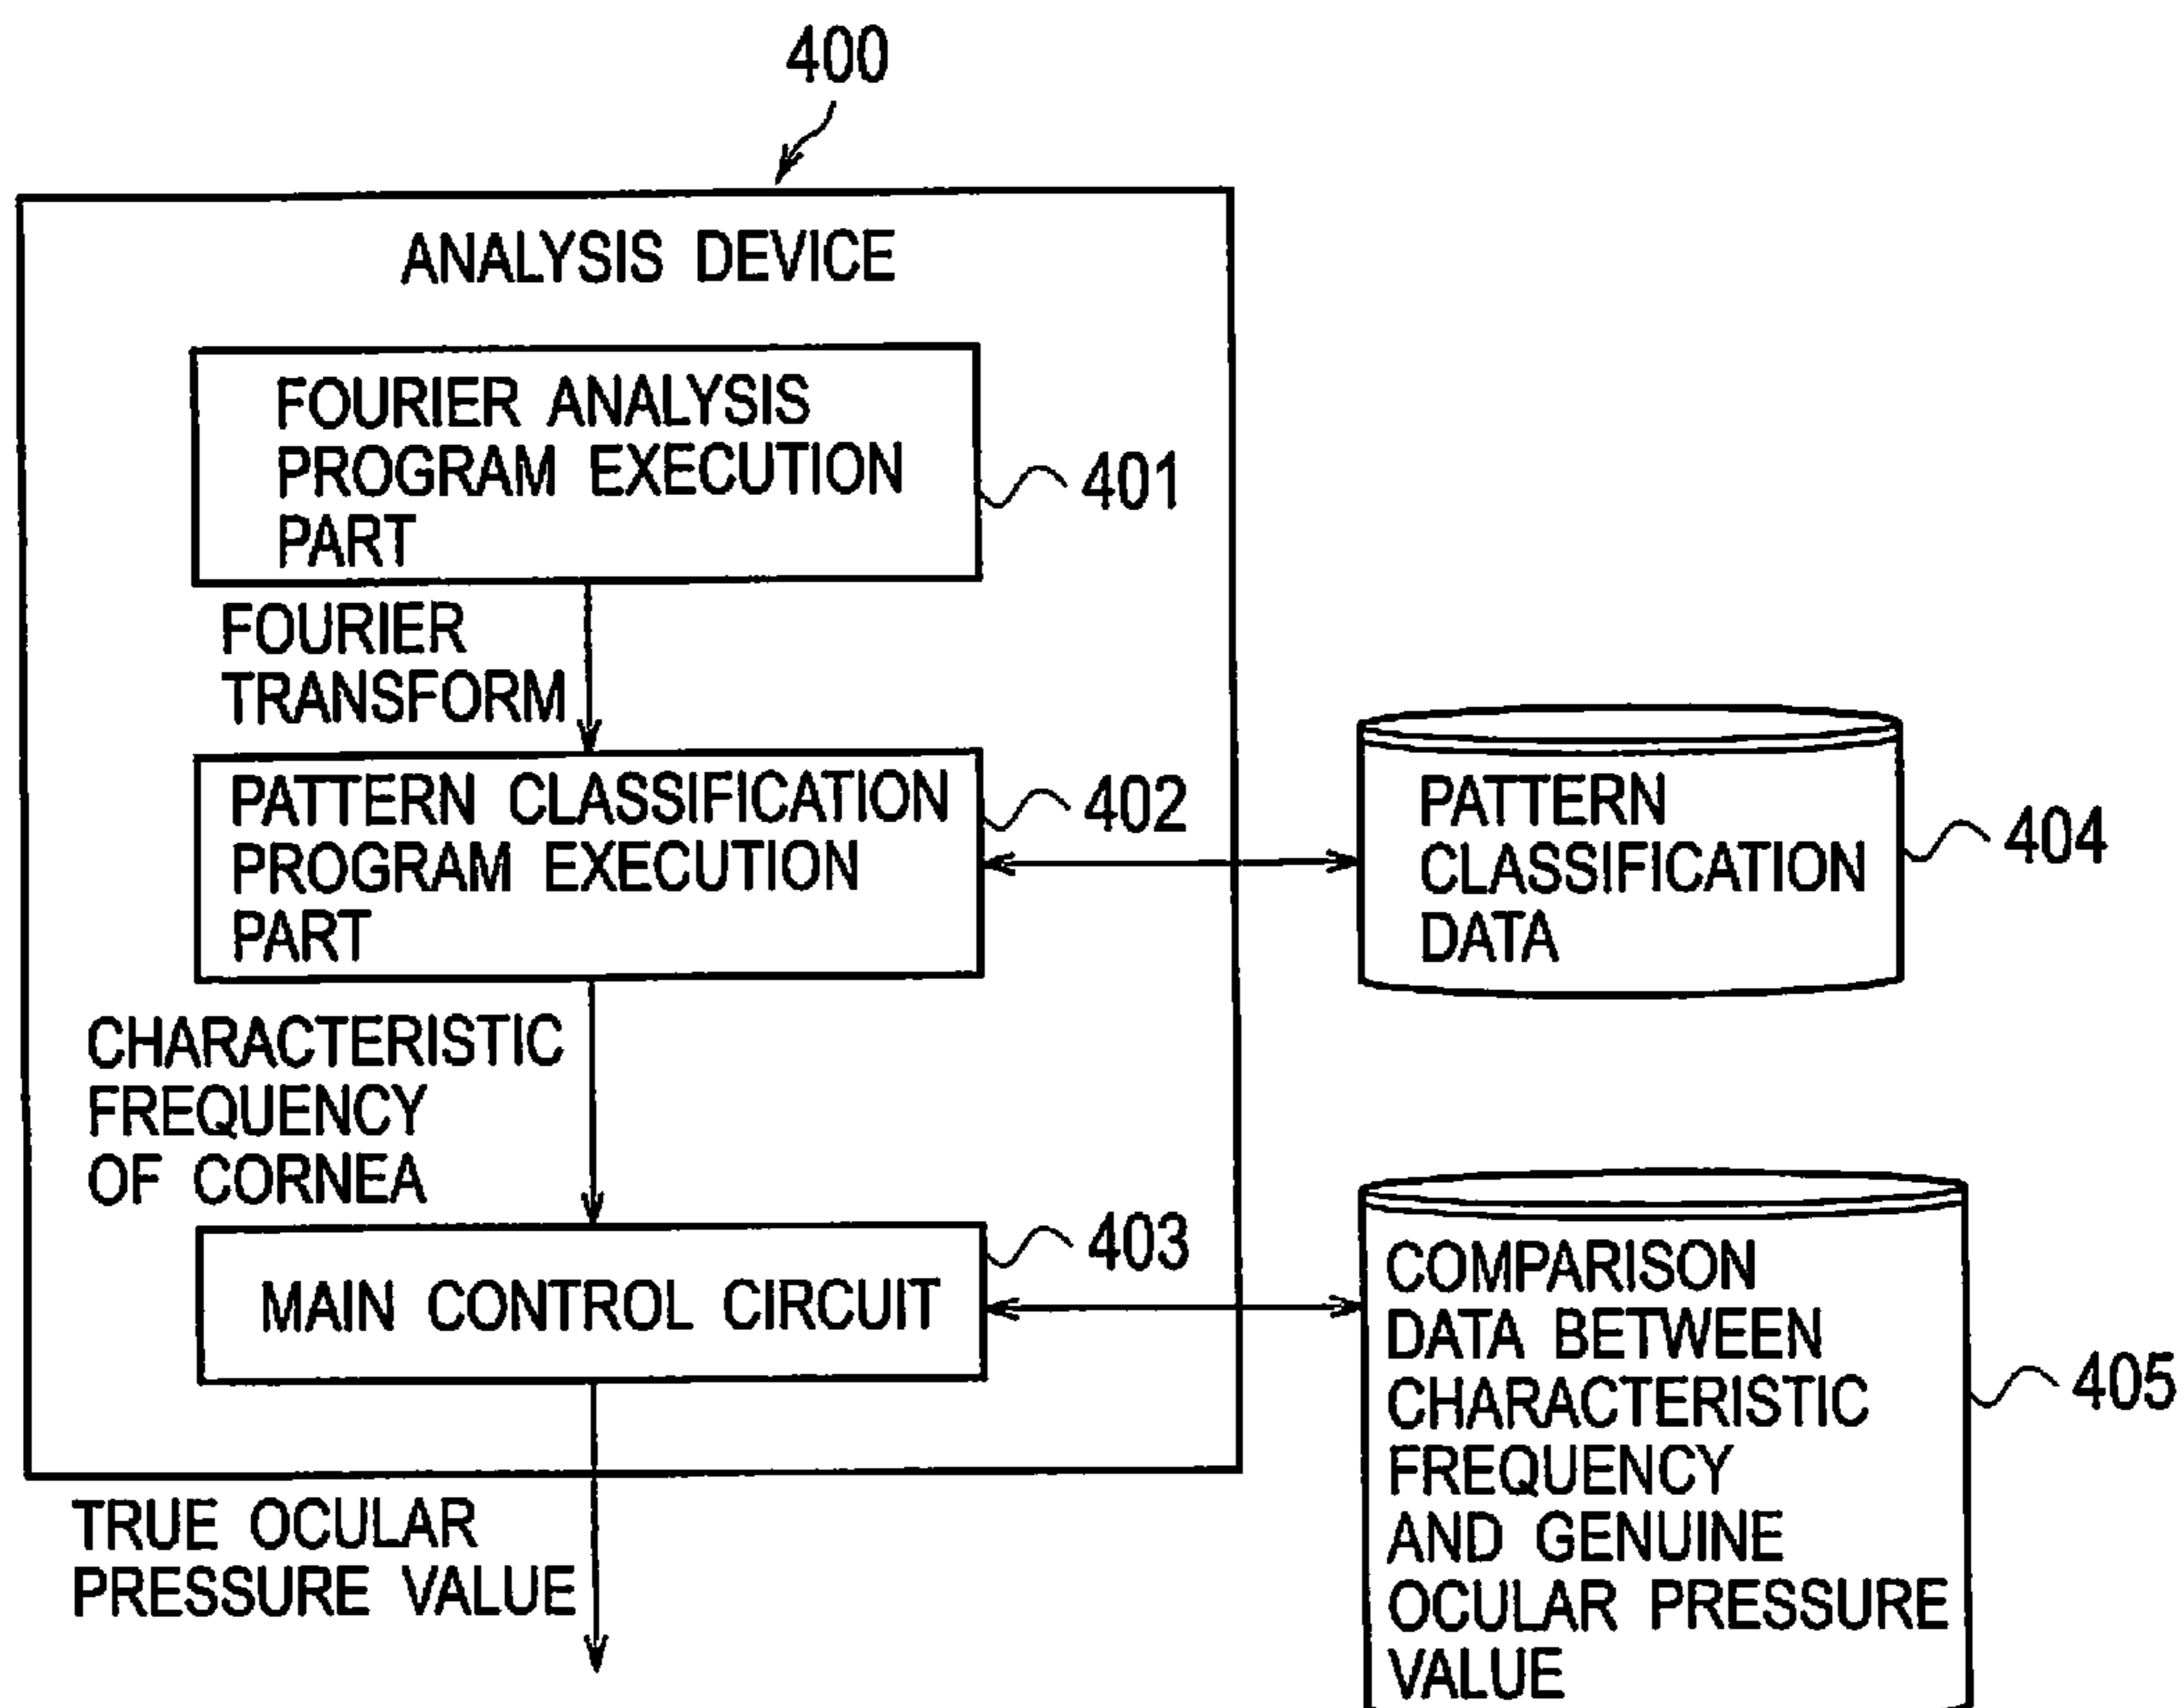 400
ANALYSIS DEVICE
FOURIER ANALYSIS
PROGRAM EXECUTION
PART
401
FOURIER
TRANSFORM
PATTERN CLASSIFICATION
PROGRAM EXECUTION
PART
402
PATTERN
CLASSIFICATION
DATA
404
CHARACTERISTIC
FREQUENCY
OF CORNEA
MAIN CONTROL CIRCUIT
403
COMPARISON
DATA BETWEEN
CHARACTERISTIC
FREQUENCY
AND GENUINE
OCULAR PRESSURE
VALUE
405
TRUE OCULAR
PRESSURE VALUE